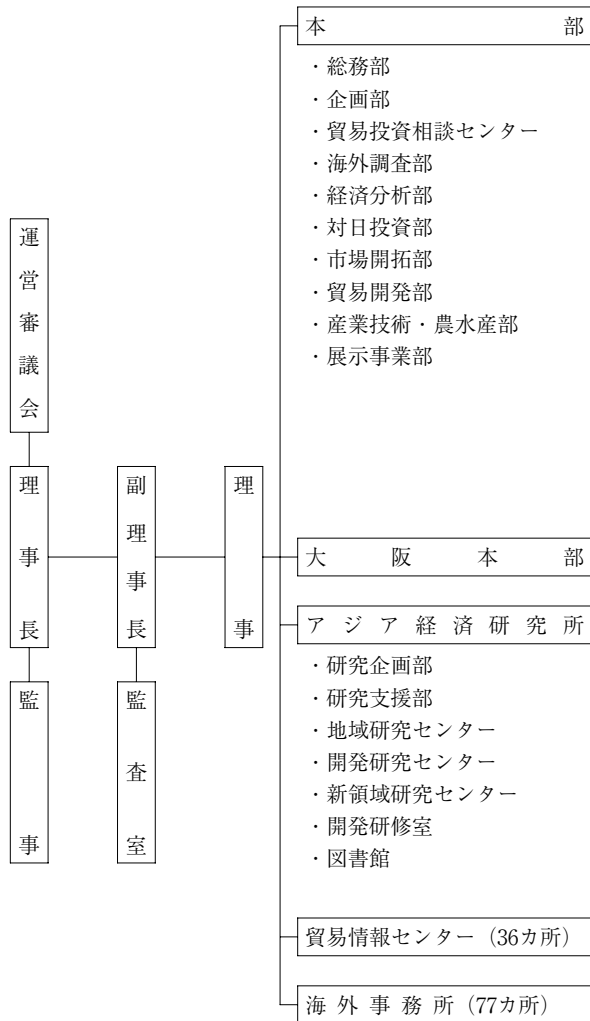 運営審議会
理事長
監事
副理事長
監査室
理事
本部
・総務部
・企画部
・貿易投資相談センター
・海外調査部
・経済分析部
・対日投資部
・市場開拓部
・貿易開発部
・産業技術・農水産部
・展示事業部
大阪本部
アジア経済研究所
・研究企画部
・研究支援部
・地域研究センター
・開発研究センター
・新領域研究センター
・開発研修室
・図書館
貿易情報センター（36カ所）
海外事務所（77カ所）